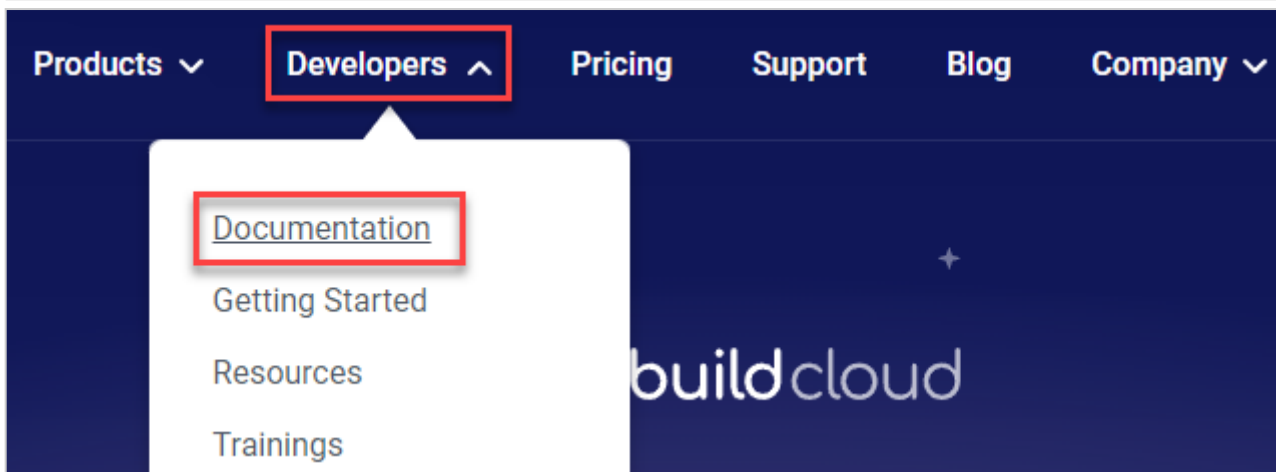 Products Developers Pricing Support Blog Company
Documentation
Getting Started
Resources
buildcloud
Trainings